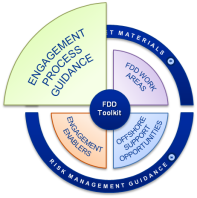 ENGAGEMENT
PROCESS
GUIDANCE
T MATERIALS
FDD WORK
AREAS
FDD
Toolkit
ENGAGEMENT
ENABLERS
OFFSHORE
SUPPORT
OPPORTUNITIES
RISK MANAGEMENT GUIDANCE